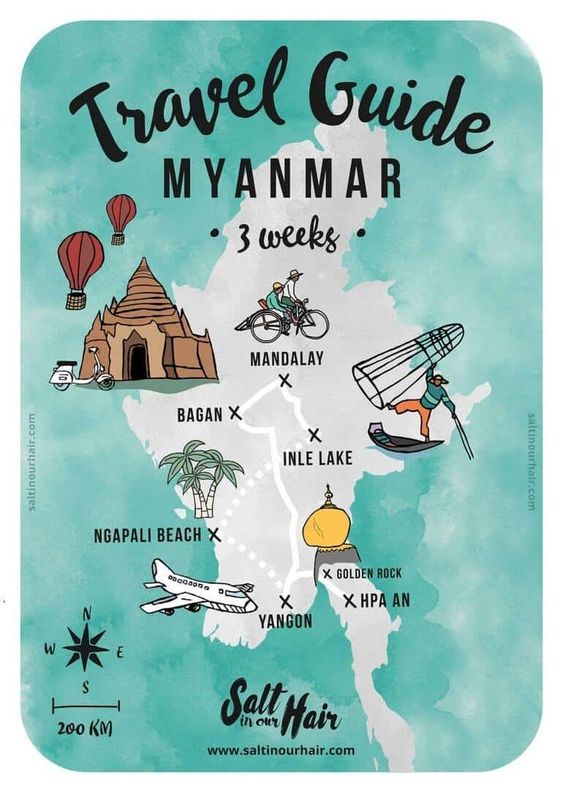 Travel Guide
MYANMAR
• 3 weeks •
MANDALAY
BAGAN
INLE LAKE
saltinourhair.com
saltinourhair.com
NGAPALI BEACH
GOLDEN ROCK
HPA AN
YANGON
N
W E
S
200 KM
Salt
in our Hair
www.saltinourhair.com